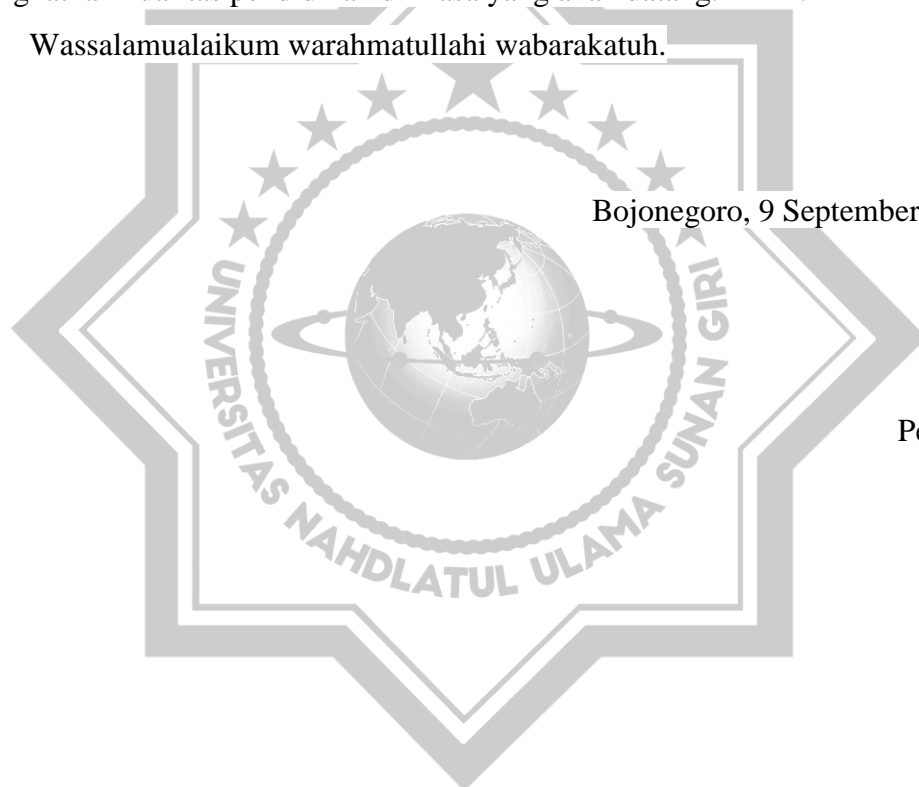 Wassalamualaikum warahmatullahi wabarakatuh.
Bojonegoro, 9 September
UNIVERSITAS NAHDLATUL ULAMA SUNAN GIRI